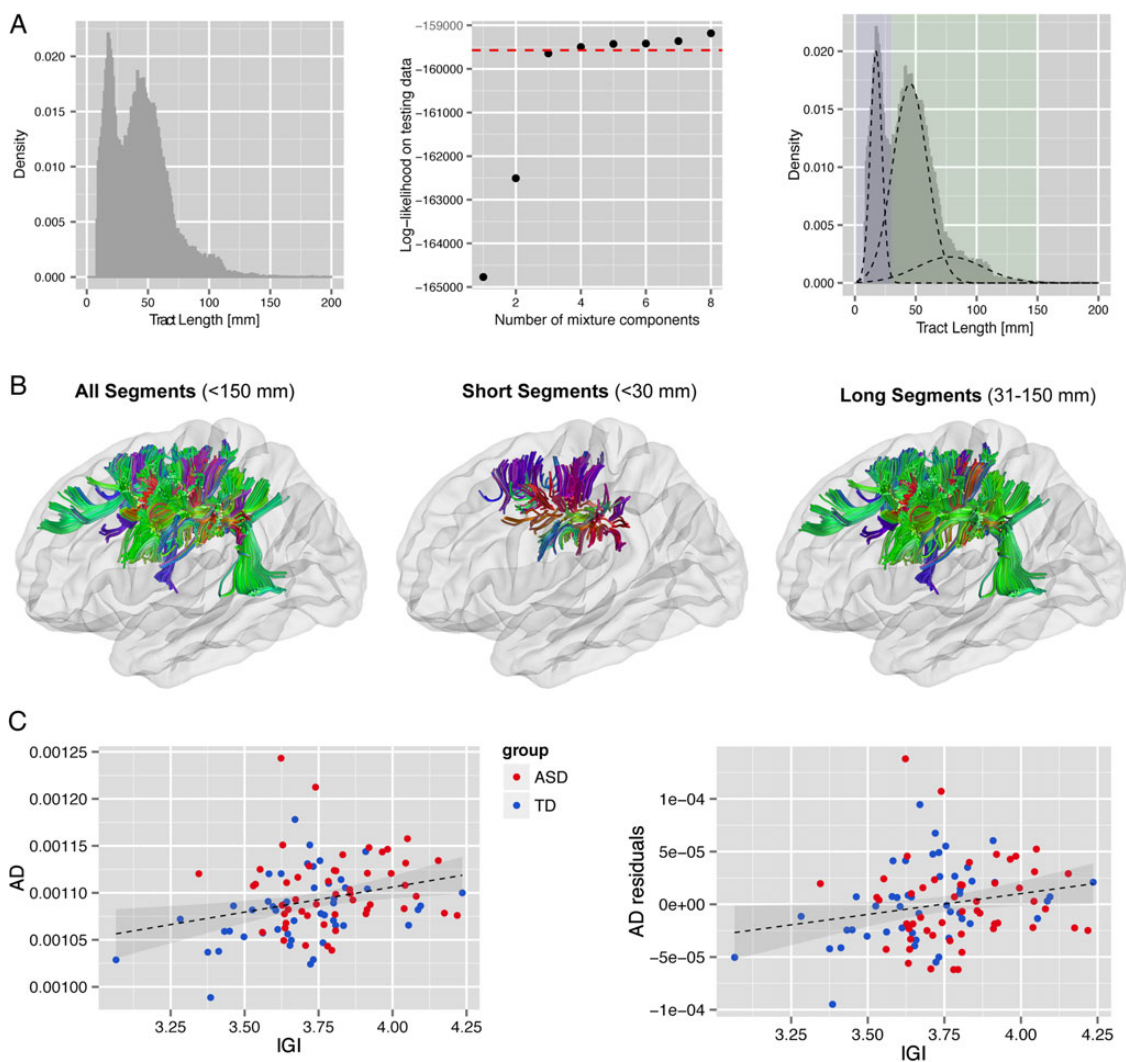 A
Density
0.020
0.015
0.010
0.005
0.000
0 50 100 150 200
Tract Length [mm]
Log-likelihood on testing data
-159000
-160000
-161000
-162000
-163000
-164000
-165000
2 4 6 8
Number of mixture components
Density
0.020
0.015
0.010
0.005
0.000
0 50 100 150 200
Tract Length [mm]
B
All Segments (<150 mm)
Short Segments (<30 mm)
Long Segments (31-150 mm)
C
AD
0.00125
0.00120
0.00115
0.00110
0.00105
0.00100
3.25 3.50 3.75 4.00 4.25
lGI
group
ASD
TD
AD residuals
1e-04
5e-05
0e+00
-5e-05
-1e-04
3.25 3.50 3.75 4.00 4.25
lGI